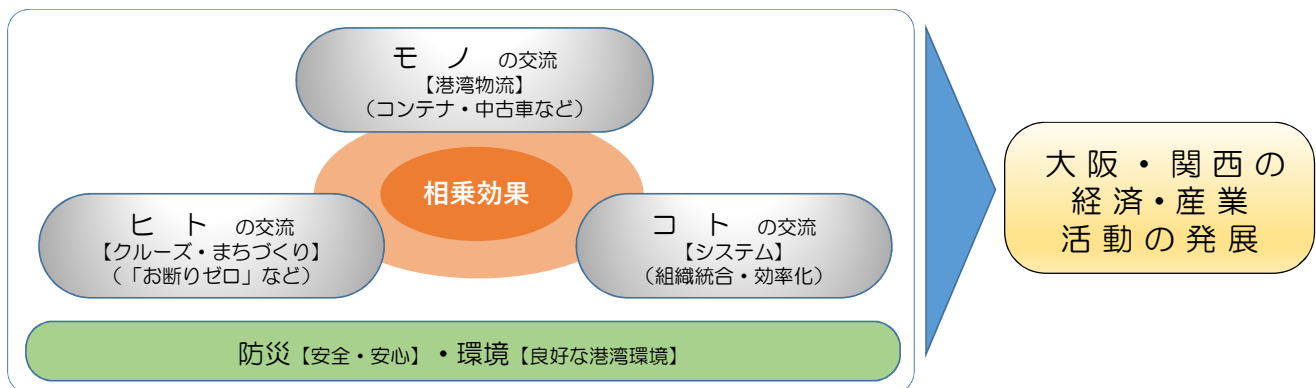 モ ノ の交流
【港湾物流】
（コンテナ・中古車など）
相乗効果
ヒ ト の交流
【クルーズ・まちづくり】
（「お断りゼロ」など）
コ ト の交流
【システム】
（組織統合・効率化）
防災【安全・安心】・環境【良好な港湾環境】
大阪・関西の
経済・産業
活動の発展